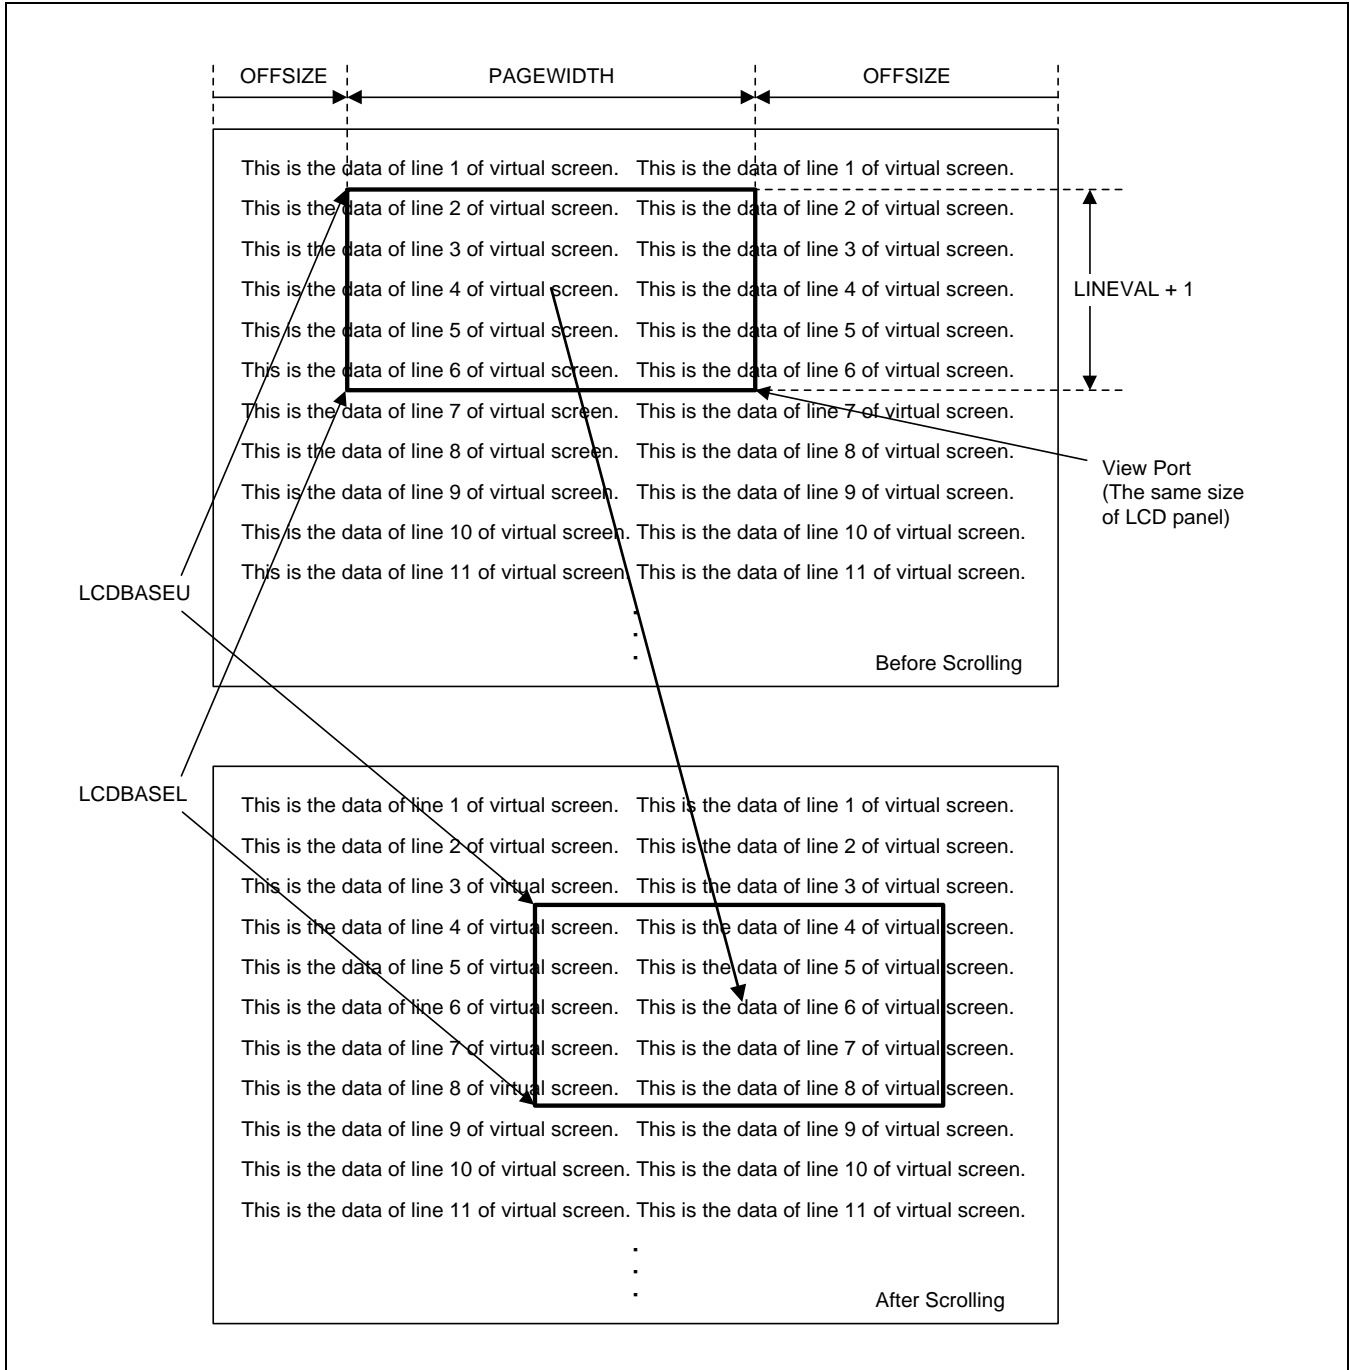 OFFSIZE PAGEWIDTH OFFSIZE
This is the data of line 1 of virtual screen. This is the data of line 1 of virtual screen.
This is the data of line 2 of virtual screen. This is the data of line 2 of virtual screen.
This is the data of line 3 of virtual screen. This is the data of line 3 of virtual screen.
This is the data of line 4 of virtual screen. This is the data of line 4 of virtual screen.
LINEVAL + 1
This is the data of line 5 of virtual screen. This is the data of line 5 of virtual screen.
This is the data of line 6 of virtual screen. This is the data of line 6 of virtual screen.
This is the data of line 7 of virtual screen. This is the data of line 7 of virtual screen.
This is the data of line 8 of virtual screen. This is the data of line 8 of virtual screen.
View Port
(The same size
of LCD panel)
This is the data of line 9 of virtual screen. This is the data of line 9 of virtual screen.
This is the data of line 10 of virtual screen. This is the data of line 10 of virtual screen.
This is the data of line 11 of virtual screen. This is the data of line 11 of virtual screen.
LCDBASEU
.
.
.
Before Scrolling
LCDBASEL
This is the data of line 1 of virtual screen. This is the data of line 1 of virtual screen.
This is the data of line 2 of virtual screen. This is the data of line 2 of virtual screen.
This is the data of line 3 of virtual screen. This is the data of line 3 of virtual screen.
This is the data of line 4 of virtual screen. This is the data of line 4 of virtual screen.
This is the data of line 5 of virtual screen. This is the data of line 5 of virtual screen.
This is the data of line 6 of virtual screen. This is the data of line 6 of virtual screen.
This is the data of line 7 of virtual screen. This is the data of line 7 of virtual screen.
This is the data of line 8 of virtual screen. This is the data of line 8 of virtual screen.
This is the data of line 9 of virtual screen. This is the data of line 9 of virtual screen.
This is the data of line 10 of virtual screen. This is the data of line 10 of virtual screen.
This is the data of line 11 of virtual screen. This is the data of line 11 of virtual screen.
.
.
.
After Scrolling